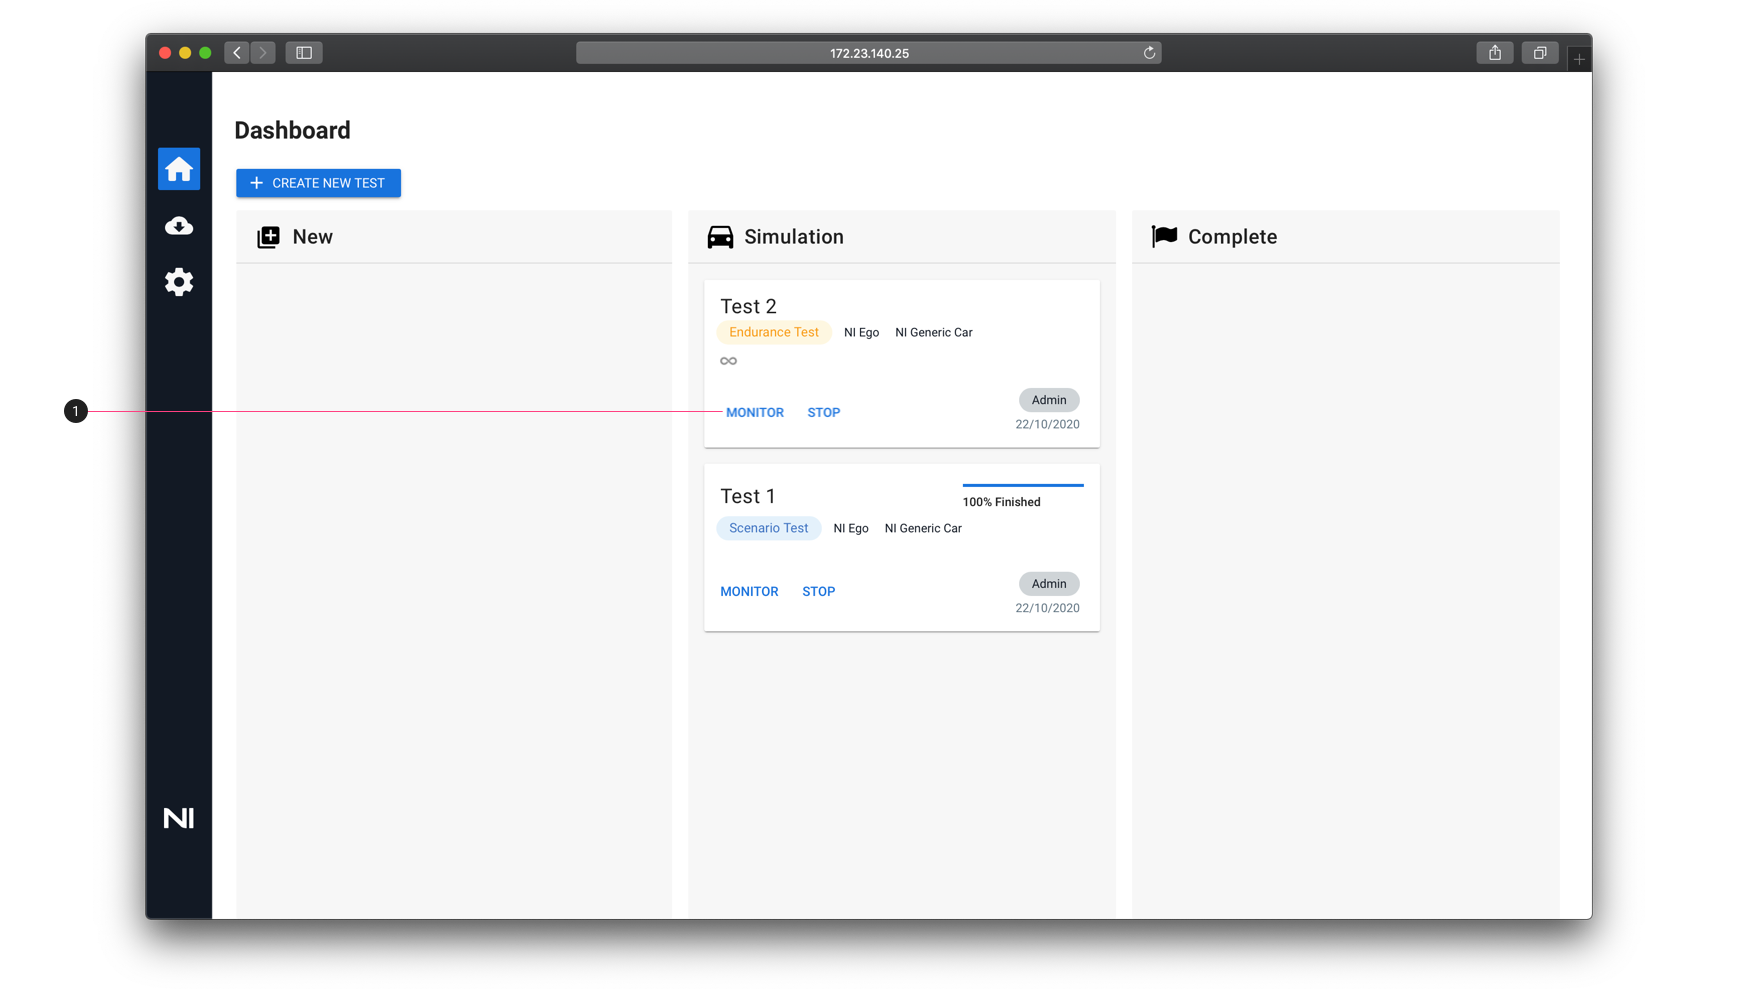 172.23.140.25
Dashboard
CREATE NEW TEST
New
Simulation
Complete
Test 2
Endurance Test NI Ego NI Generic Car
1
MONITOR STOP
Admin
22/10/2020
Test 1
100% Finished
Scenario Test NI Ego NI Generic Car
MONITOR STOP
Admin
22/10/2020
NI